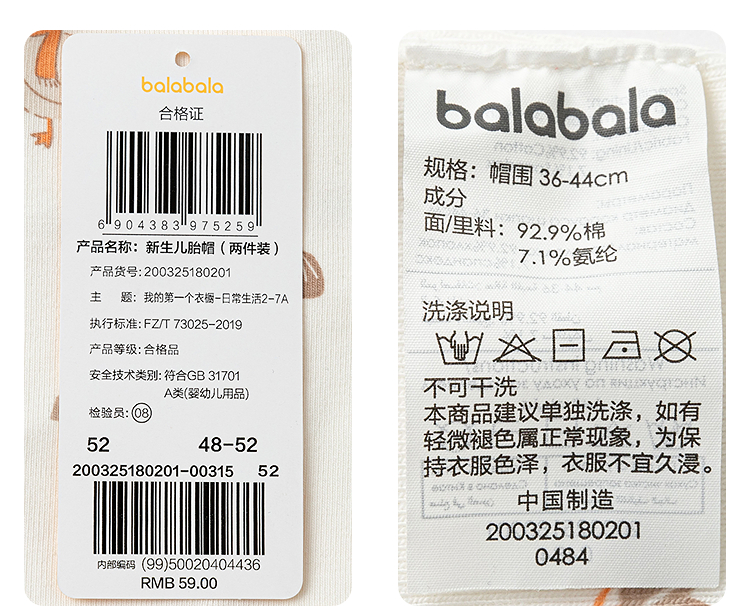 balabala
合格证
6 904383 975259
产品名称: 新生儿胎帽（两件装）
产品货号: 200325180201
主 题: 我的第一个衣橱-日常生活2-7A
执行标准: FZ/T 73025-2019
产品等级: 合格品
安全技术类别: 符合GB 31701
A类(婴幼儿用品)
检验员: 08
52 48-52
200325180201-00315 52
内部编码 (99)50020404436
RMB 59.00
balabala
规格: 帽围 36-44cm
成分
面/里料: 92.9%棉
7.1%氨纶
洗涤说明
不可干洗
本商品建议单独洗涤，如有
轻微褪色属正常现象，为保
持衣服色泽，衣服不宜久浸。
中国制造
200325180201
0484